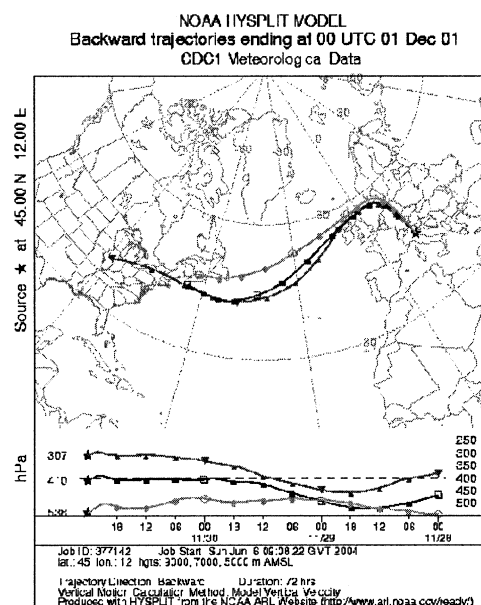 NOAA HYSPLIT MODEL
Backward trajectories ending at 00 UTC 01 Dec 01
CDC1 Meteorological Data
Source ★ at 45.00 N 12.00 E
hPa
307
410
538
250
300
350
400
450
500
18 12 06 00 18 12 06 00 18 12 06 00
11/30 11/29 11/28
Job ID: 377142 Job Start: Sun Jun 6 09:08:22 GMT 2004
lat.: 45 lon.: 12 hgts: 3000, 7000, 5000 m AMSL
Trajectory Direction: Backward Duration: 72 hrs
Vertical Motion Calculation Method: Model Vertical Velocity
Produced with HYSPLIT from the NOAA ARL Website (http://www.arl.noaa.gov/ready/)